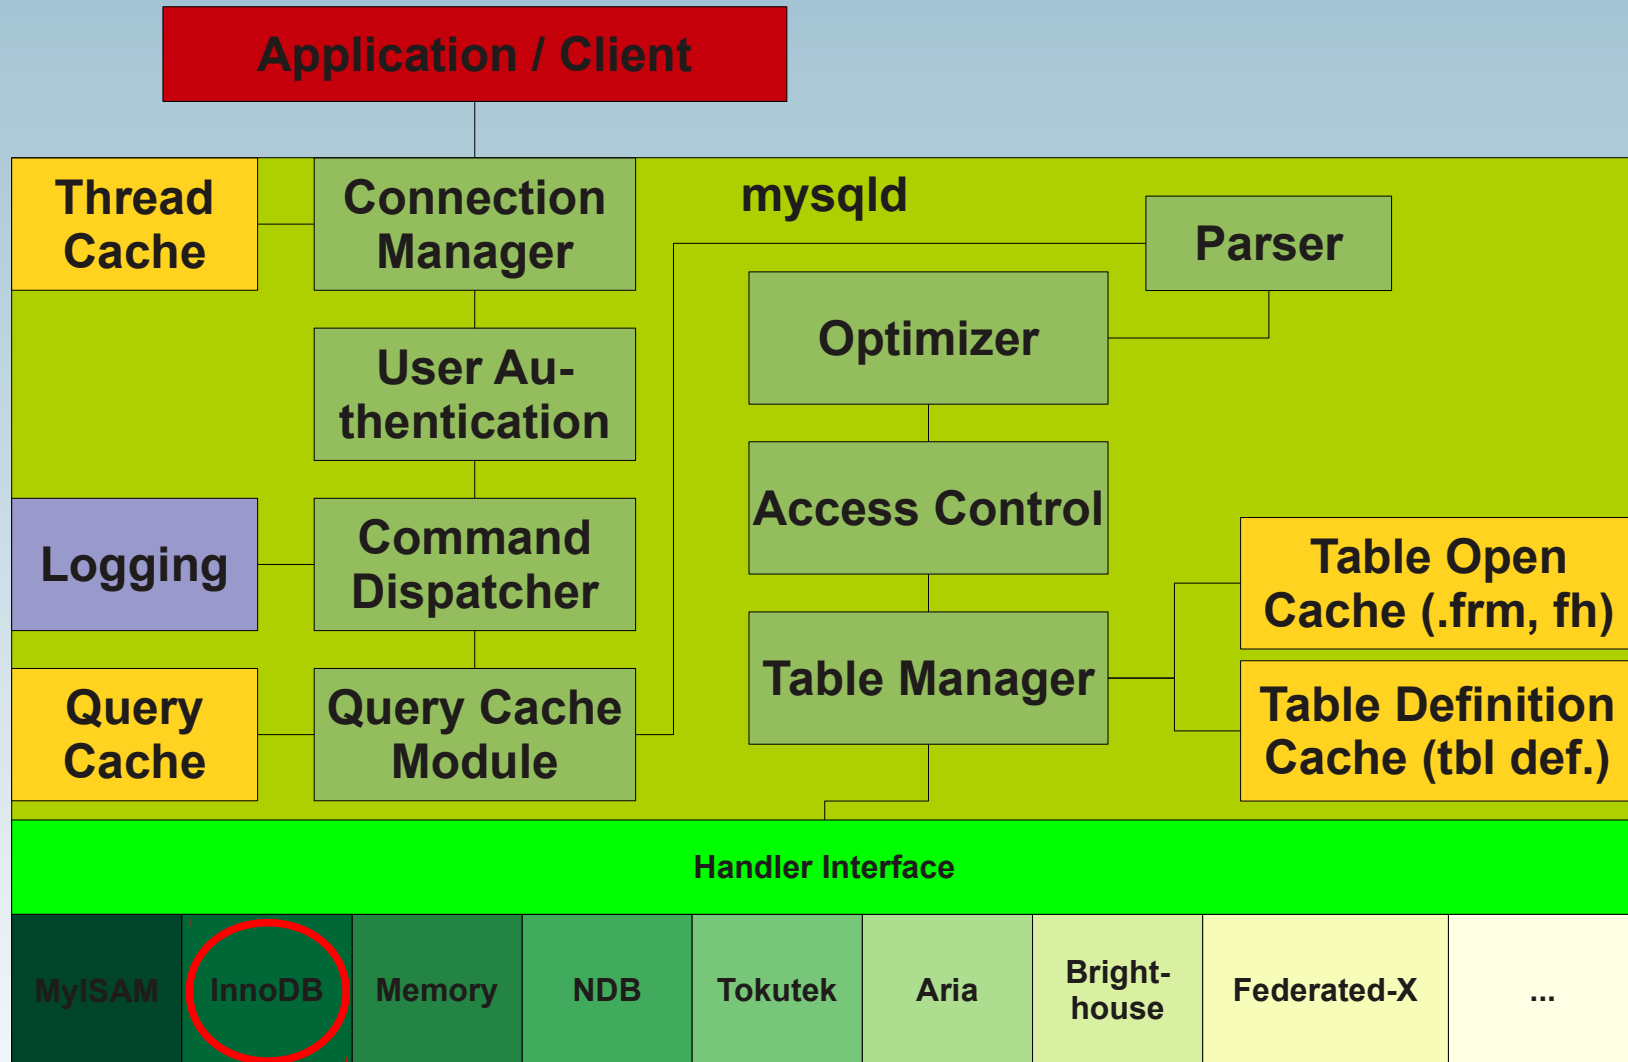 Application / Client
Thread
Cache
Connection
Manager
mysqld
Parser
Optimizer
User Au-
thentication
Access Control
Logging
Command
Dispatcher
Table Open
Cache (.frm, fh)
Table Manager
Query
Cache
Query Cache
Module
Table Definition
Cache (tbl def.)
Handler Interface
MyISAM
InnoDB
Memory
NDB
Tokutek
Aria
Bright-
house
Federated-X
...